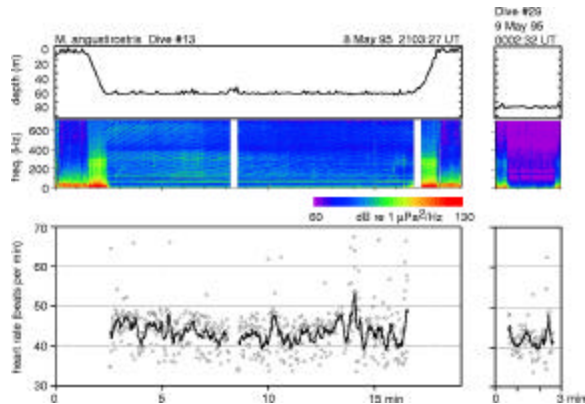 M. angustirostris Dive #13
8 May 95 2103:27 UT
Dive #29
9 May 95
0002:32 UT
depth (m)
0
20
40
60
80
freq. (Hz)
600
400
200
0
60
dB re 1 µPa²/Hz
130
heart rate (beats per min)
70
60
50
40
30
0
5
10
15 min
0
3 min